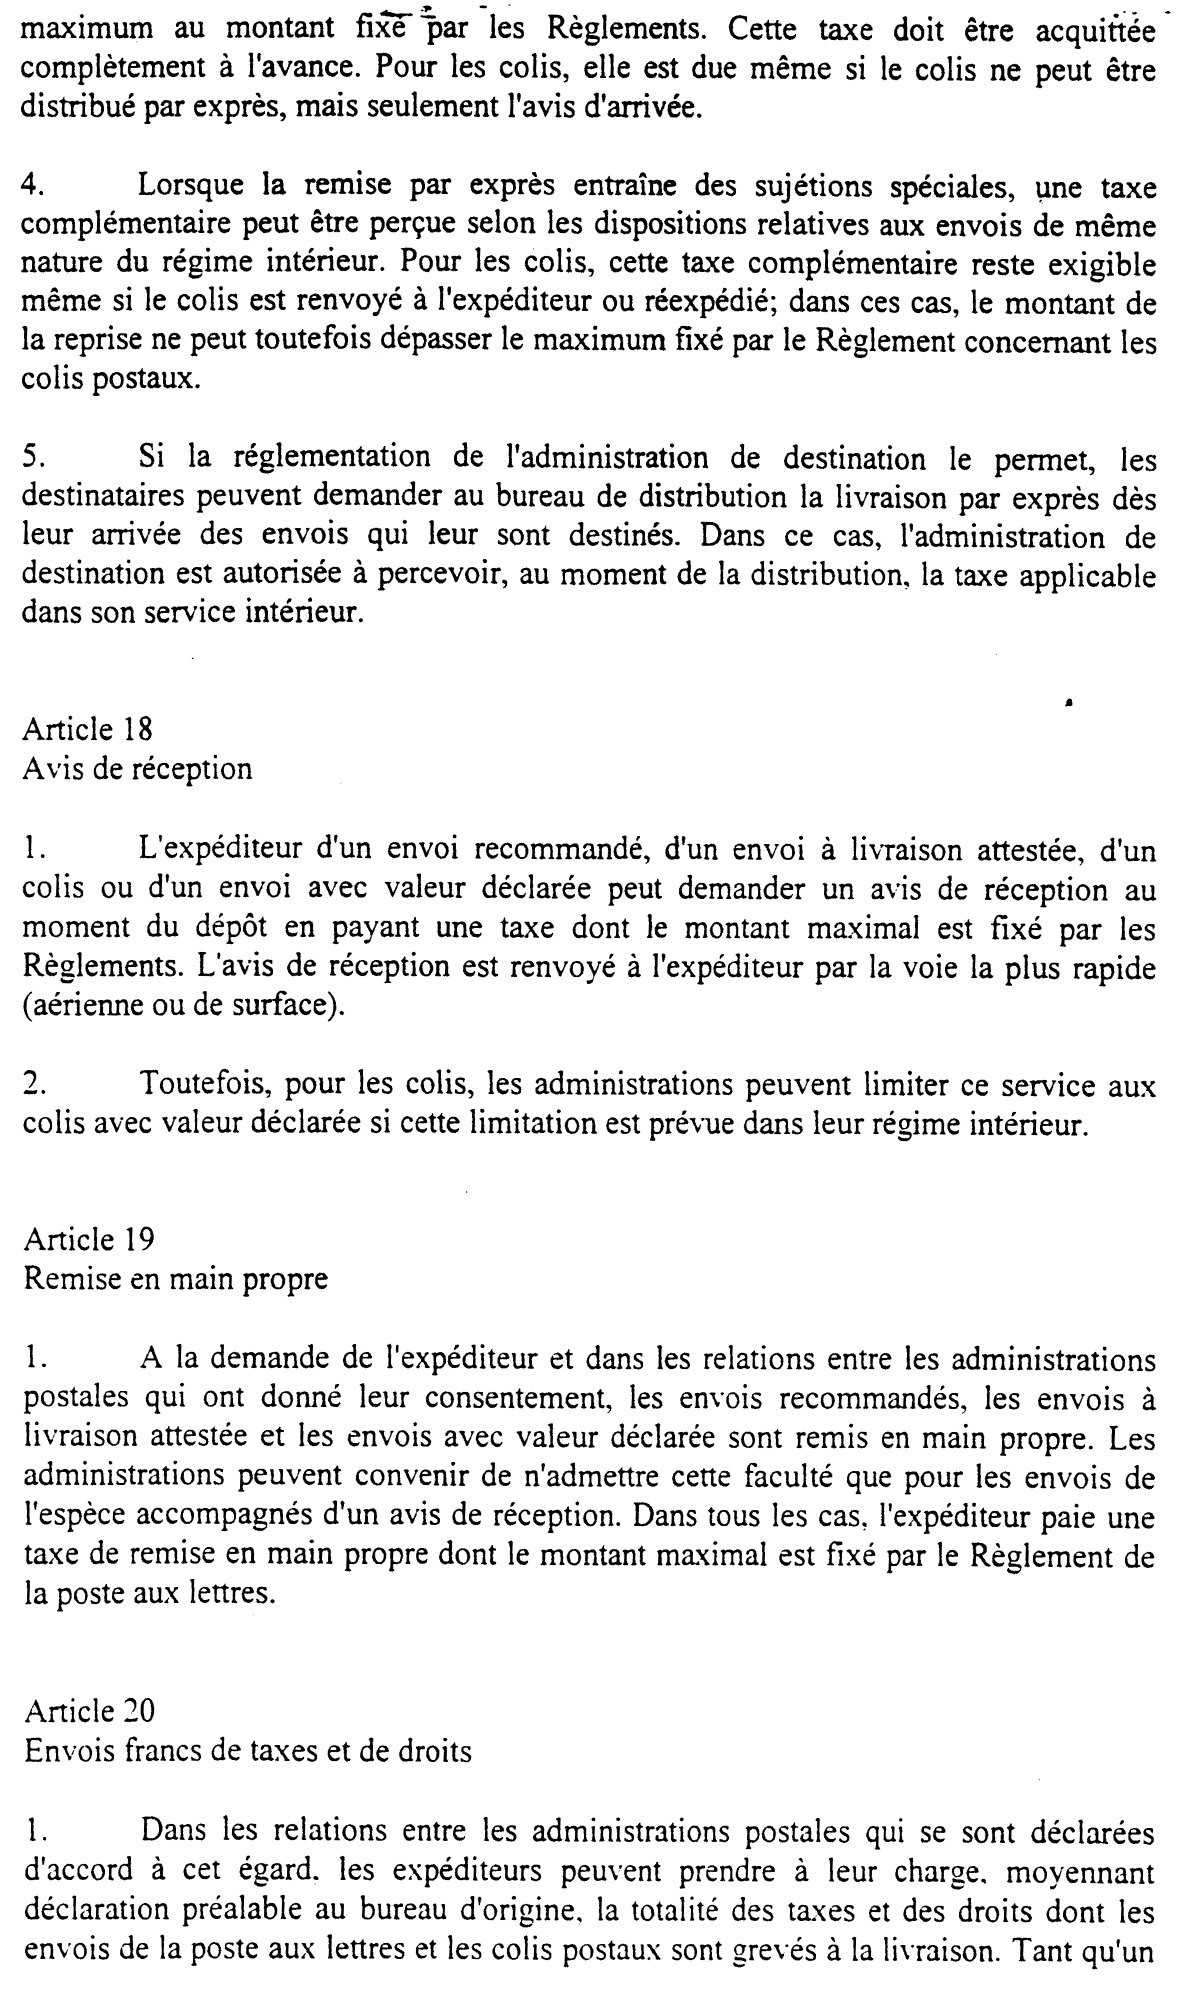 maximum au montant fixé par les Règlements. Cette taxe doit être acquittée
complètement à l'avance. Pour les colis, elle est due même si le colis ne peut être
distribué par exprès, mais seulement l'avis d'arrivée.
4. Lorsque la remise par exprès entraîne des sujétions spéciales, une taxe
complémentaire peut être perçue selon les dispositions relatives aux envois de même
nature du régime intérieur. Pour les colis, cette taxe complémentaire reste exigible
même si le colis est renvoyé à l'expéditeur ou réexpédié; dans ces cas, le montant de
la reprise ne peut toutefois dépasser le maximum fixé par le Règlement concernant les
colis postaux.
5. Si la réglementation de l'administration de destination le permet, les
destinataires peuvent demander au bureau de distribution la livraison par exprès dès
leur arrivée des envois qui leur sont destinés. Dans ce cas, l'administration de
destination est autorisée à percevoir, au moment de la distribution, la taxe applicable
dans son service intérieur.
Article 18
Avis de réception
1. L'expéditeur d'un envoi recommandé, d'un envoi à livraison attestée, d'un
colis ou d'un envoi avec valeur déclarée peut demander un avis de réception au
moment du dépôt en payant une taxe dont le montant maximal est fixé par les
Règlements. L'avis de réception est renvoyé à l'expéditeur par la voie la plus rapide
(aérienne ou de surface).
2. Toutefois, pour les colis, les administrations peuvent limiter ce service aux
colis avec valeur déclarée si cette limitation est prévue dans leur régime intérieur.
Article 19
Remise en main propre
1. A la demande de l'expéditeur et dans les relations entre les administrations
postales qui ont donné leur consentement, les envois recommandés, les envois à
livraison attestée et les envois avec valeur déclarée sont remis en main propre. Les
administrations peuvent convenir de n'admettre cette faculté que pour les envois de
l'espèce accompagnés d'un avis de réception. Dans tous les cas, l'expéditeur paie une
taxe de remise en main propre dont le montant maximal est fixé par le Règlement de
la poste aux lettres.
Article 20
Envois francs de taxes et de droits
1. Dans les relations entre les administrations postales qui se sont déclarées
d'accord à cet égard, les expéditeurs peuvent prendre à leur charge, moyennant
déclaration préalable au bureau d'origine, la totalité des taxes et des droits dont les
envois de la poste aux lettres et les colis postaux sont grevés à la livraison. Tant qu'un